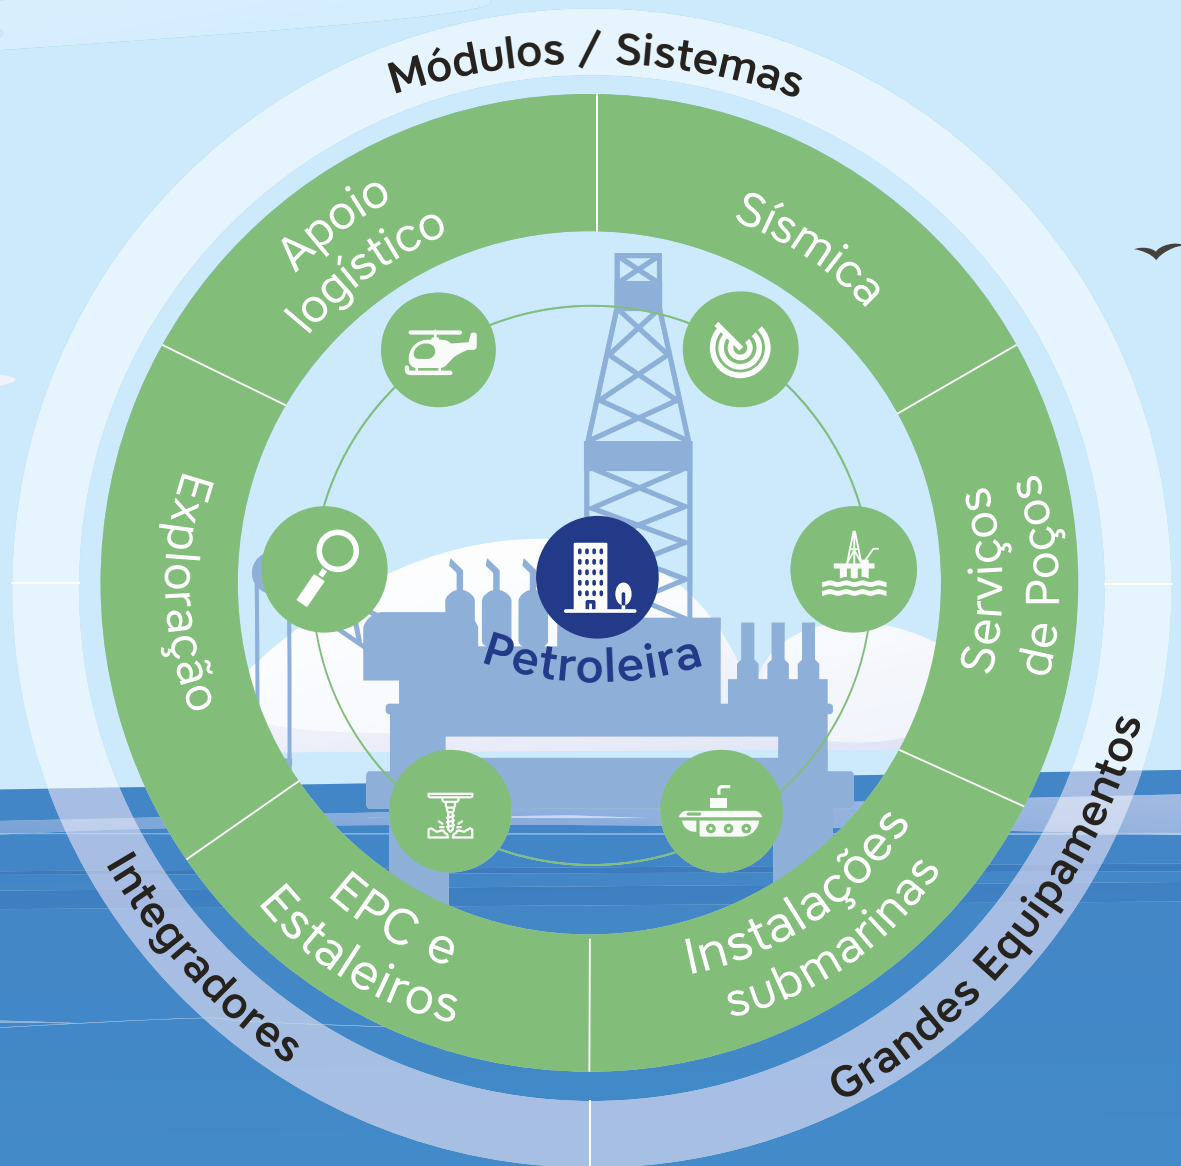 Módulos / Sistemas
Apoio
logístico
Sísmica
Exploração
Serviços
de Poços
Petroleira
EPC e
Estaleiros
Instalações
submarinas
Integradores
Grandes Equipamentos